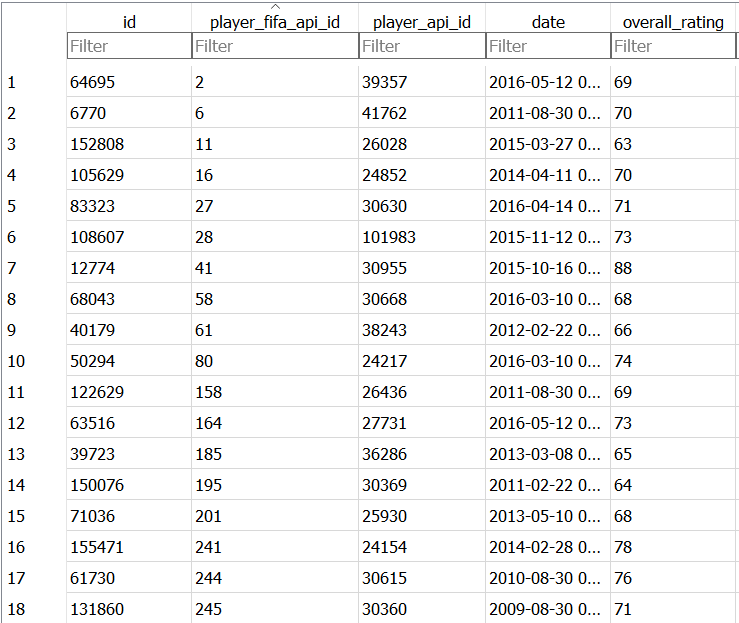 id player_fifa_api_id player_api_id date overall_rating
Filter Filter Filter Filter Filter
1 64695 2 39357 2016-05-12 0... 69
2 6770 6 41762 2011-08-30 0... 70
3 152808 11 26028 2015-03-27 0... 63
4 105629 16 24852 2014-04-11 0... 70
5 83323 27 30630 2016-04-14 0... 71
6 108607 28 101983 2015-11-12 0... 73
7 12774 41 30955 2015-10-16 0... 88
8 68043 58 30668 2016-03-10 0... 68
9 40179 61 38243 2012-02-22 0... 66
10 50294 80 24217 2016-03-10 0... 74
11 122629 158 26436 2011-08-30 0... 69
12 63516 164 27731 2016-05-12 0... 73
13 39723 185 36286 2013-03-08 0... 65
14 150076 195 30369 2011-02-22 0... 64
15 71036 201 25930 2013-05-10 0... 68
16 155471 241 24154 2014-02-28 0... 78
17 61730 244 30615 2010-08-30 0... 76
18 131860 245 30360 2009-08-30 0... 71